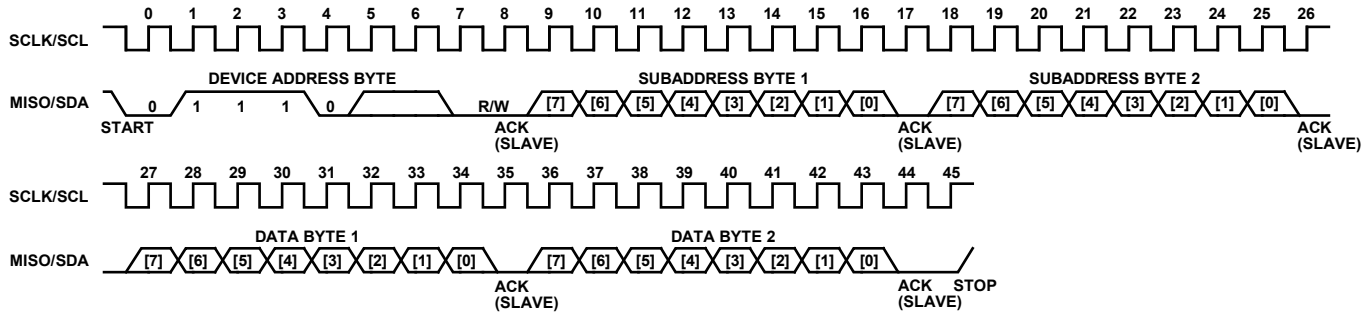 0 1 2 3 4 5 6 7 8 9 10 11 12 13 14 15 16 17 18 19 20 21 22 23 24 25 26
SCLK/SCL
DEVICE ADDRESS BYTE SUBADDRESS BYTE 1 SUBADDRESS BYTE 2
MISO/SDA 0 1 1 1 0 R/W [7] [6] [5] [4] [3] [2] [1] [0] [7] [6] [5] [4] [3] [2] [1] [0]
START ACK (SLAVE) ACK (SLAVE) ACK (SLAVE)
27 28 29 30 31 32 33 34 35 36 37 38 39 40 41 42 43 44 45
SCLK/SCL
DATA BYTE 1 DATA BYTE 2
MISO/SDA [7] [6] [5] [4] [3] [2] [1] [0] [7] [6] [5] [4] [3] [2] [1] [0]
ACK (SLAVE) ACK (SLAVE) STOP